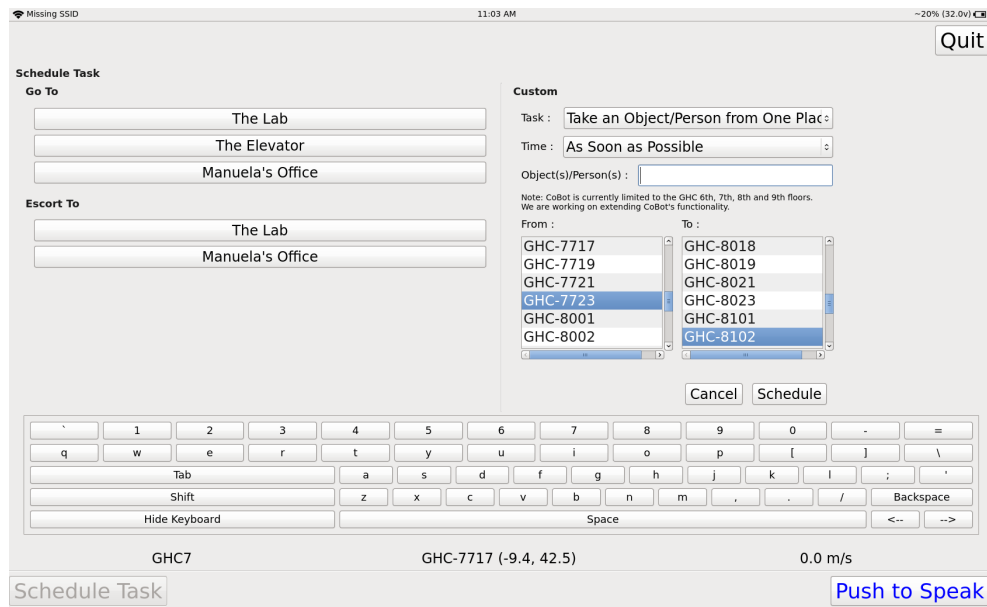 Missing SSID
11:03 AM
~20% (32.0v)
Quit
Schedule Task
Go To
The Lab
The Elevator
Manuela's Office
Escort To
The Lab
Manuela's Office
Custom
Task :
Take an Object/Person from One Plac
Time :
As Soon as Possible
Object(s)/Person(s) :
Note: CoBot is currently limited to the GHC 6th, 7th, 8th and 9th floors.
We are working on extending CoBot's functionality.
From :
GHC-7717
GHC-7719
GHC-7721
GHC-7723
GHC-8001
GHC-8002
To :
GHC-8018
GHC-8019
GHC-8021
GHC-8023
GHC-8101
GHC-8102
Cancel
Schedule
` 1 2 3 4 5 6 7 8 9 0 - =
q w e r t y u i o p [ ] \
Tab a s d f g h j k l ; '
Shift z x c v b n m , . / Backspace
Hide Keyboard Space <-- -->
GHC7
GHC-7717 (-9.4, 42.5)
0.0 m/s
Schedule Task
Push to Speak